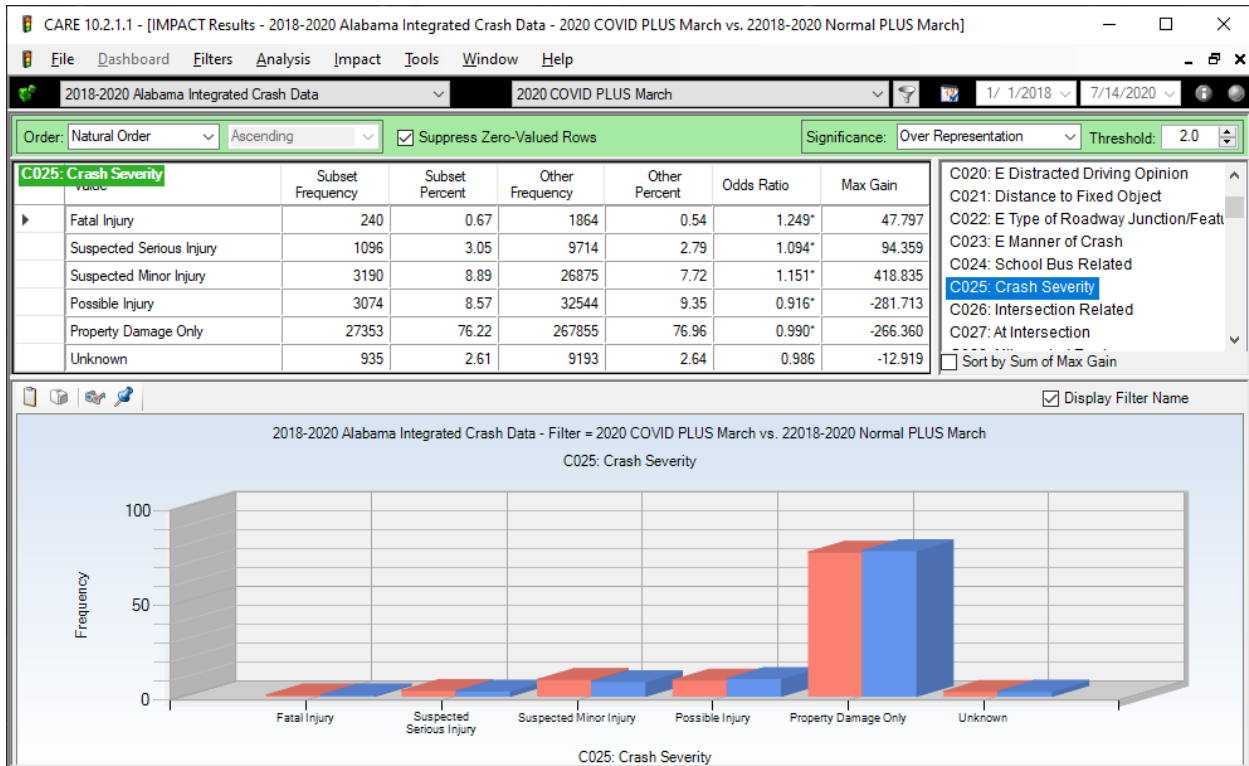 CARE 10.2.1.1 - [IMPACT Results - 2018-2020 Alabama Integrated Crash Data - 2020 COVID PLUS March vs. 22018-2020 Normal PLUS March]
File Dashboard Filters Analysis Impact Tools Window Help
2018-2020 Alabama Integrated Crash Data 2020 COVID PLUS March 1/ 1/2018 7/14/2020
Order: Natural Order Ascending Suppress Zero-Valued Rows Significance: Over Representation Threshold: 2.0
C025: Crash Severity Subset Frequency Subset Percent Other Frequency Other Percent Odds Ratio Max Gain
Fatal Injury 240 0.67 1864 0.54 1.249* 47.797
Suspected Serious Injury 1096 3.05 9714 2.79 1.094* 94.359
Suspected Minor Injury 3190 8.89 26875 7.72 1.151* 418.835
Possible Injury 3074 8.57 32544 9.35 0.916* -281.713
Property Damage Only 27353 76.22 267855 76.96 0.990* -266.360
Unknown 935 2.61 9193 2.64 0.986 -12.919
C020: E Distracted Driving Opinion
C021: Distance to Fixed Object
C022: E Type of Roadway Junction/Featu
C023: E Manner of Crash
C024: School Bus Related
C025: Crash Severity
C026: Intersection Related
C027: At Intersection
Sort by Sum of Max Gain
Display Filter Name
2018-2020 Alabama Integrated Crash Data - Filter = 2020 COVID PLUS March vs. 22018-2020 Normal PLUS March
C025: Crash Severity
100
50
0
Frequency
Fatal Injury
Suspected
Serious Injury
Suspected Minor Injury
Possible Injury
Property Damage Only
Unknown
C025: Crash Severity